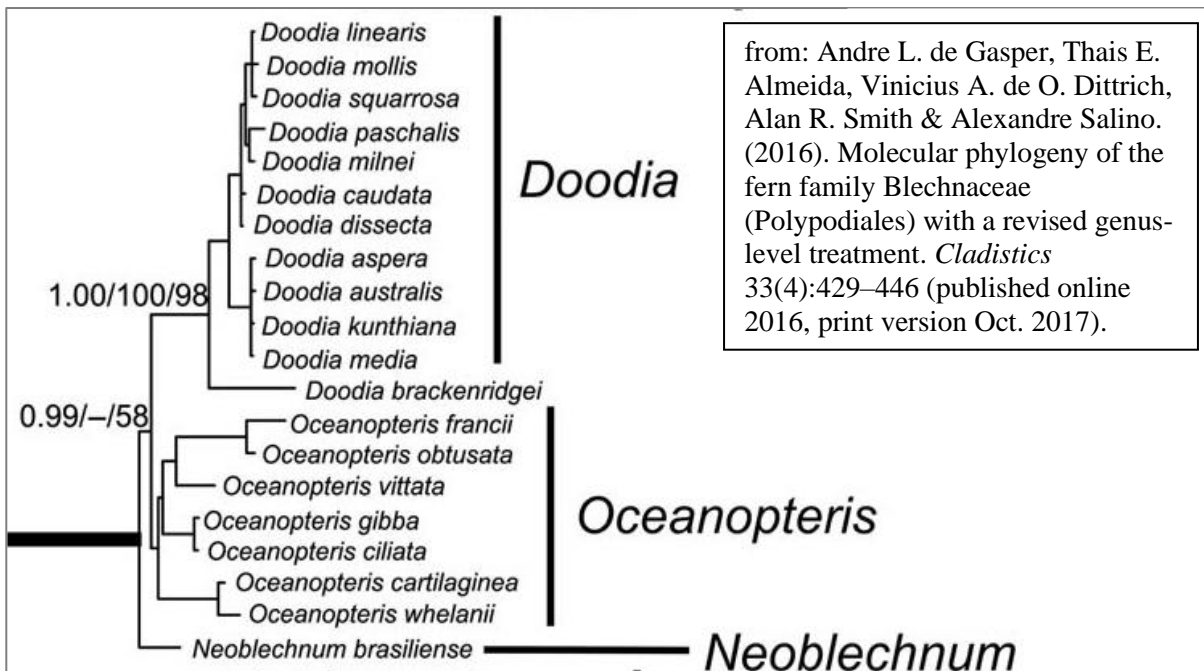 Doodia linearis
Doodia mollis
Doodia squarrosa
Doodia paschalis
Doodia milnei
Doodia caudata
Doodia dissecta
Doodia aspera
Doodia australis
Doodia kunthiana
Doodia media
Doodia brackenridgei
Doodia
1.00/100/98
0.99/–/58
Oceanopteris francii
Oceanopteris obtusata
Oceanopteris vittata
Oceanopteris gibba
Oceanopteris ciliata
Oceanopteris cartilaginea
Oceanopteris whelanii
Oceanopteris
Neoblechnum brasiliense
Neoblechnum
from: Andre L. de Gasper, Thais E.
Almeida, Vinicius A. de O. Dittrich,
Alan R. Smith & Alexandre Salino.
(2016). Molecular phylogeny of the
fern family Blechnaceae
(Polypodiales) with a revised genus-
level treatment. Cladistics
33(4):429–446 (published online
2016, print version Oct. 2017).